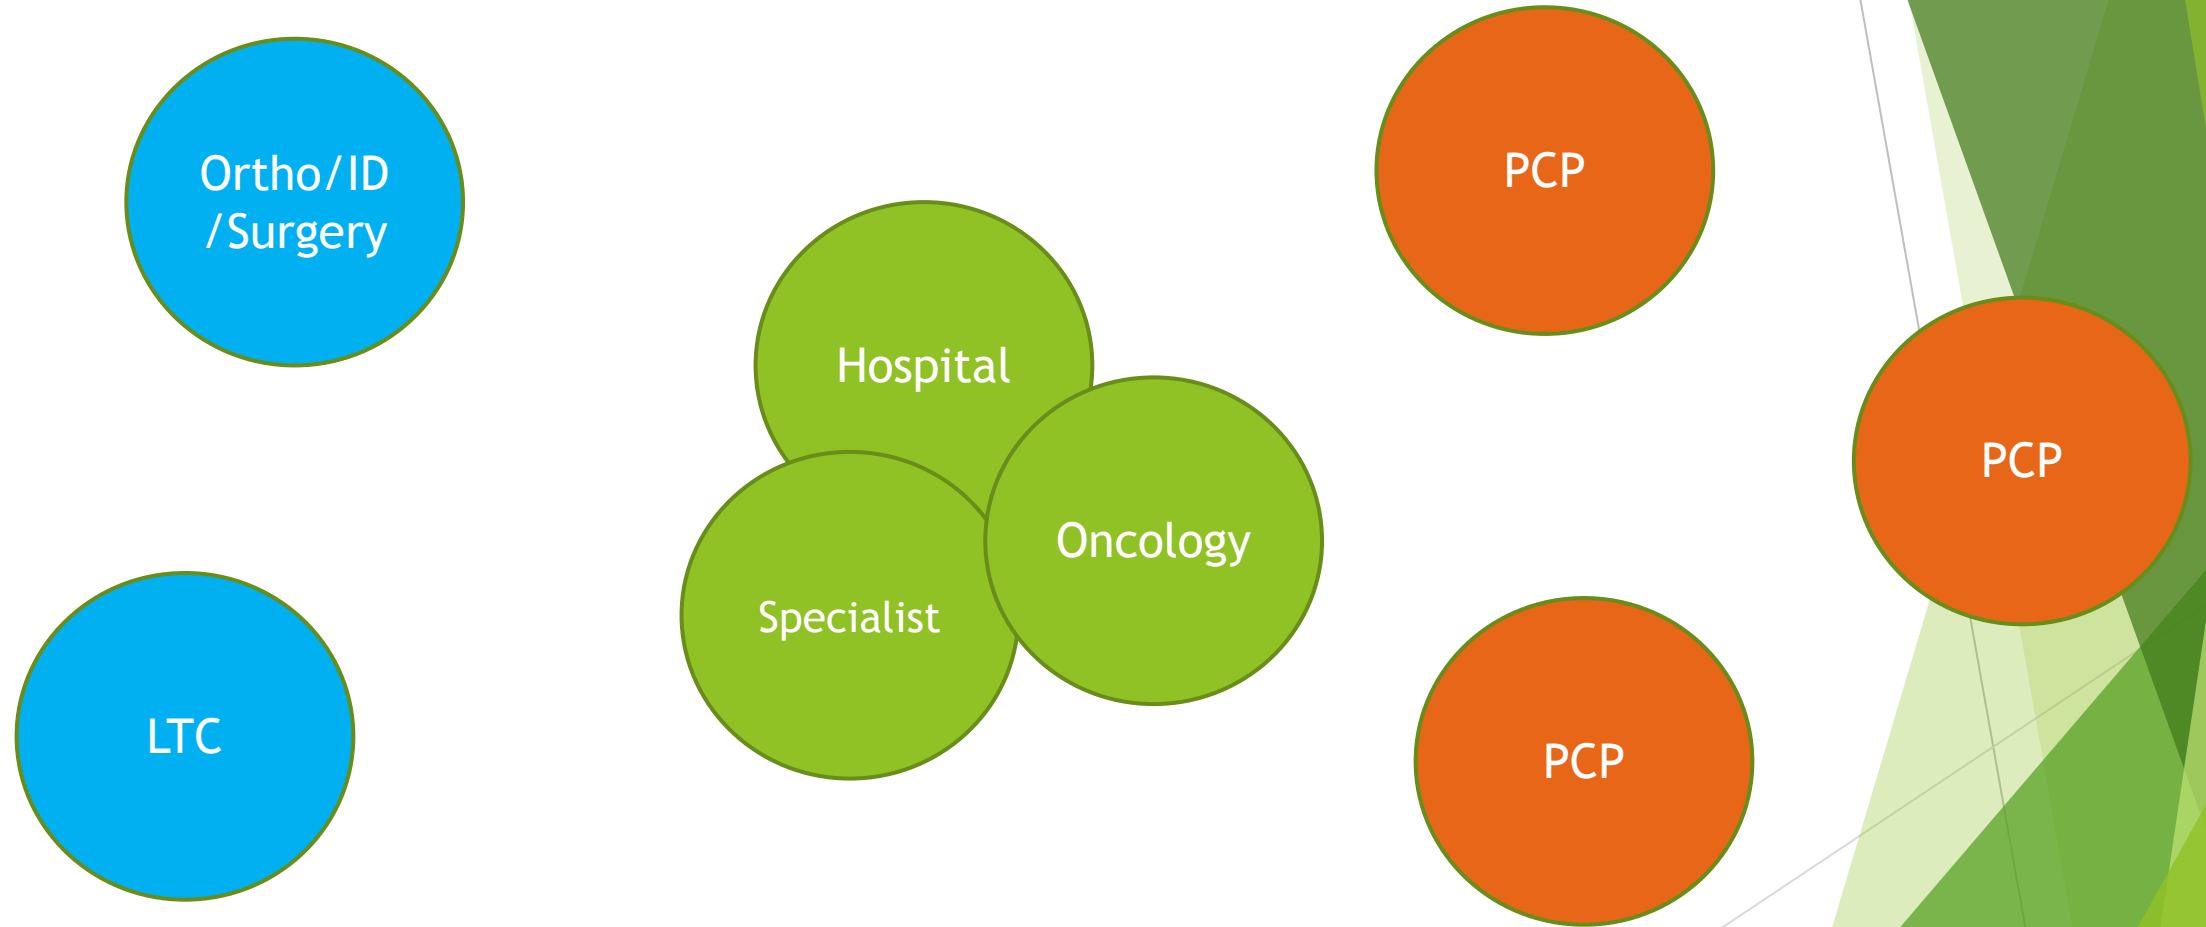 Ortho/ID
/Surgery
PCP
Hospital
PCP
Oncology
Specialist
LTC
PCP